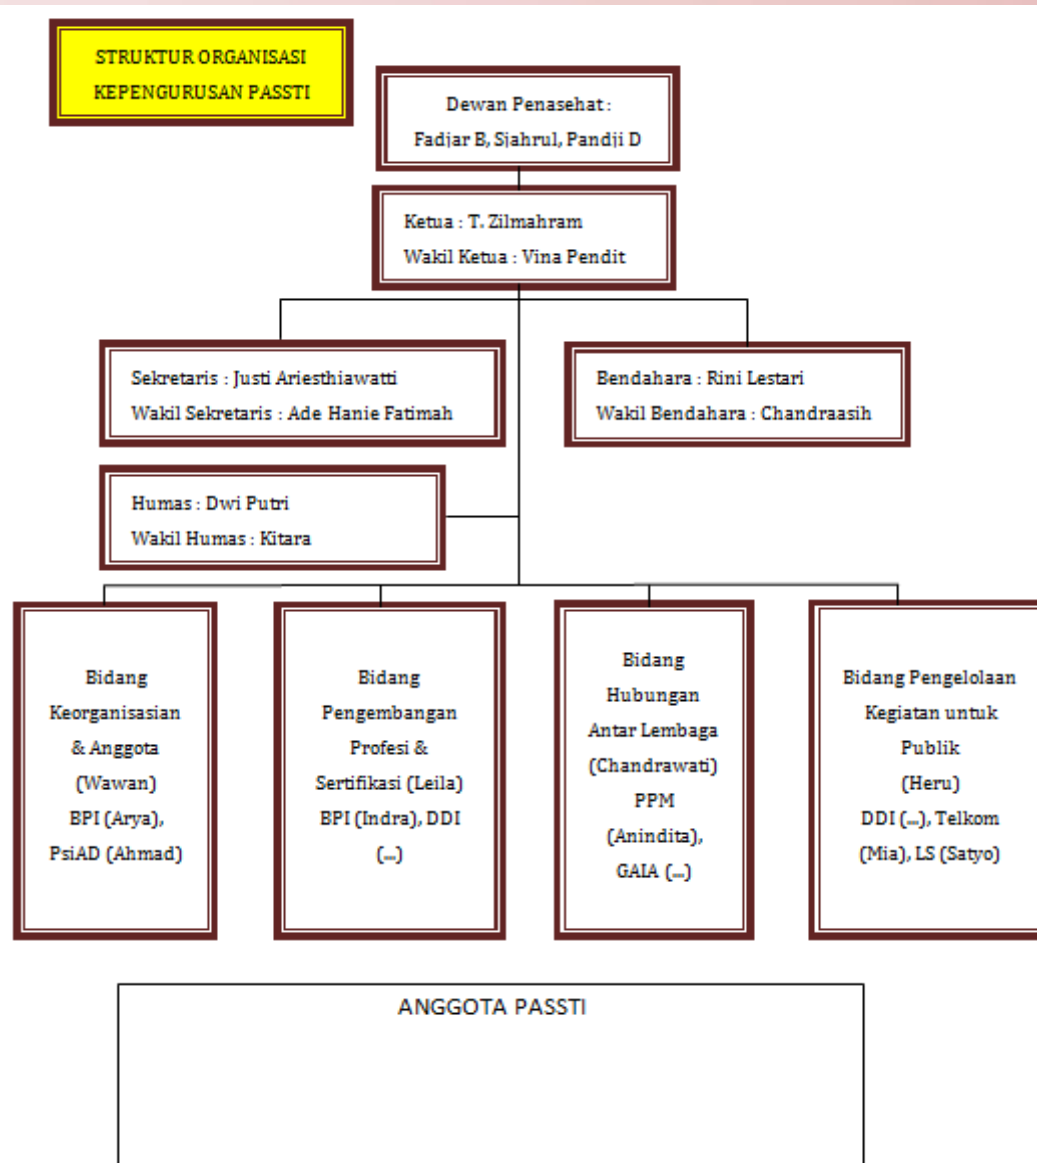 STRUKTUR ORGANISASI
KEPENGURUSAN PASSTI
Dewan Penasehat :
Fadjar B, Sjahrul, Pandji D
Ketua : T. Zilmahram
Wakil Ketua : Vina Pendit
Sekretaris : Justi Ariesthiawatti
Wakil Sekretaris : Ade Hanie Fatimah
Bendahara : Rini Lestari
Wakil Bendahara : Chandraasih
Humas : Dwi Putri
Wakil Humas : Kitara
Bidang
Keorganisasian
& Anggota
(Wawan)
BPI (Arya),
PsiAD (Ahmad)
Bidang
Pengembangan
Profesi &
Sertifikasi (Leila)
BPI (Indra), DDI
(...)
Bidang
Hubungan
Antar Lembaga
(Chandrawati)
PPM
(Anindita),
GAIA (...)
Bidang Pengelolaan
Kegiatan untuk
Publik
(Heru)
DDI (...), Telkom
(Mia), LS (Satyo)
ANGGOTA PASSTI